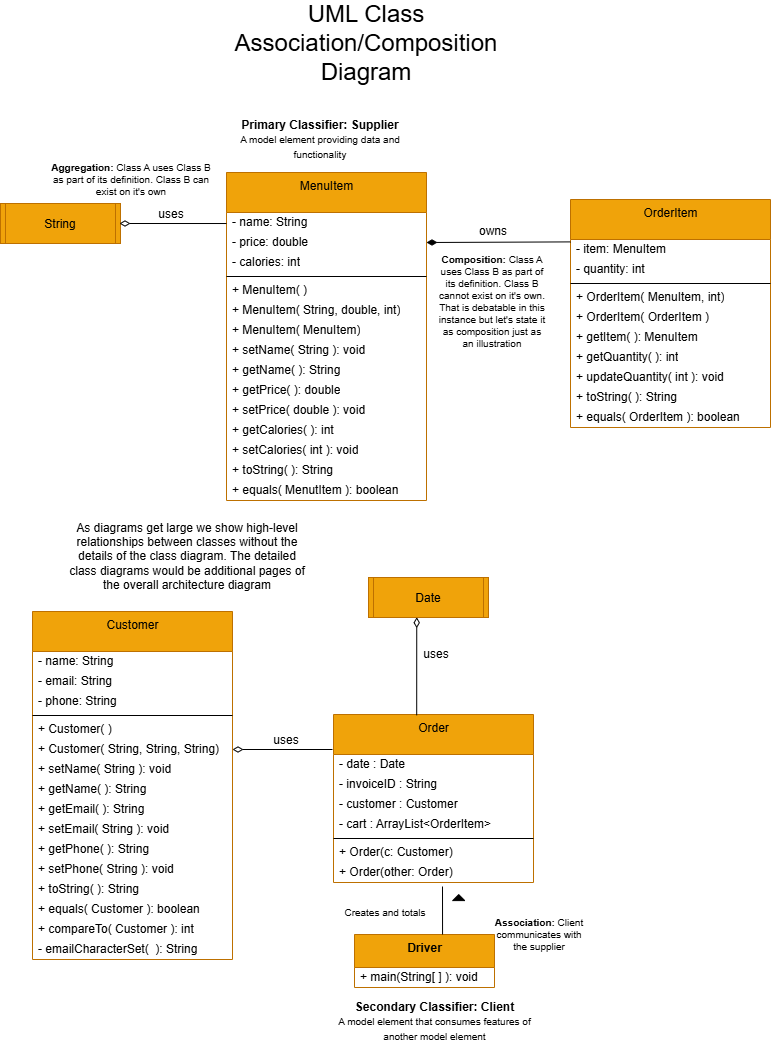 UML Class
Association/Composition
Diagram
Primary Classifier: Supplier
A model element providing data and
functionality
Aggregation: Class A uses Class B
as part of its definition. Class B can
exist on it's own
String
uses
MenuItem
- name: String
- price: double
- calories: int
+ MenuItem( )
+ MenuItem( String, double, int)
+ MenuItem( MenuItem)
+ setName( String ): void
+ getName( ): String
+ getPrice( ): double
+ setPrice( double ): void
+ getCalories( ): int
+ setCalories( int ): void
+ toString( ): String
+ equals( MenutItem ): boolean
owns
Composition: Class A
uses Class B as part of
its definition. Class B
cannot exist on it's own.
That is debatable in this
instance but let's state it
as composition just as
an illustration
OrderItem
- item: MenuItem
- quantity: int
+ OrderItem( MenuItem, int)
+ OrderItem( OrderItem )
+ getItem( ): MenuItem
+ getQuantity( ): int
+ updateQuantity( int ): void
+ toString( ): String
+ equals( OrderItem ): boolean
As diagrams get large we show high-level
relationships between classes without the
details of the class diagram. The detailed
class diagrams would be additional pages of
the overall architecture diagram
Customer
- name: String
- email: String
- phone: String
+ Customer( )
+ Customer( String, String, String)
+ setName( String ): void
+ getName( ): String
+ getEmail( ): String
+ setEmail( String ): void
+ getPhone( ): String
+ setPhone( String ): void
+ toString( ): String
+ equals( Customer ): boolean
+ compareTo( Customer ): int
- emailCharacterSet(  ): String
uses
Date
uses
Order
- date : Date
- invoiceID : String
- customer : Customer
- cart : ArrayList<OrderItem>
+ Order(c: Customer)
+ Order(other: Order)
Creates and totals
Association: Client
communicates with
the supplier
Driver
+ main(String[ ] ): void
Secondary Classifier: Client
A model element that consumes features of
another model element